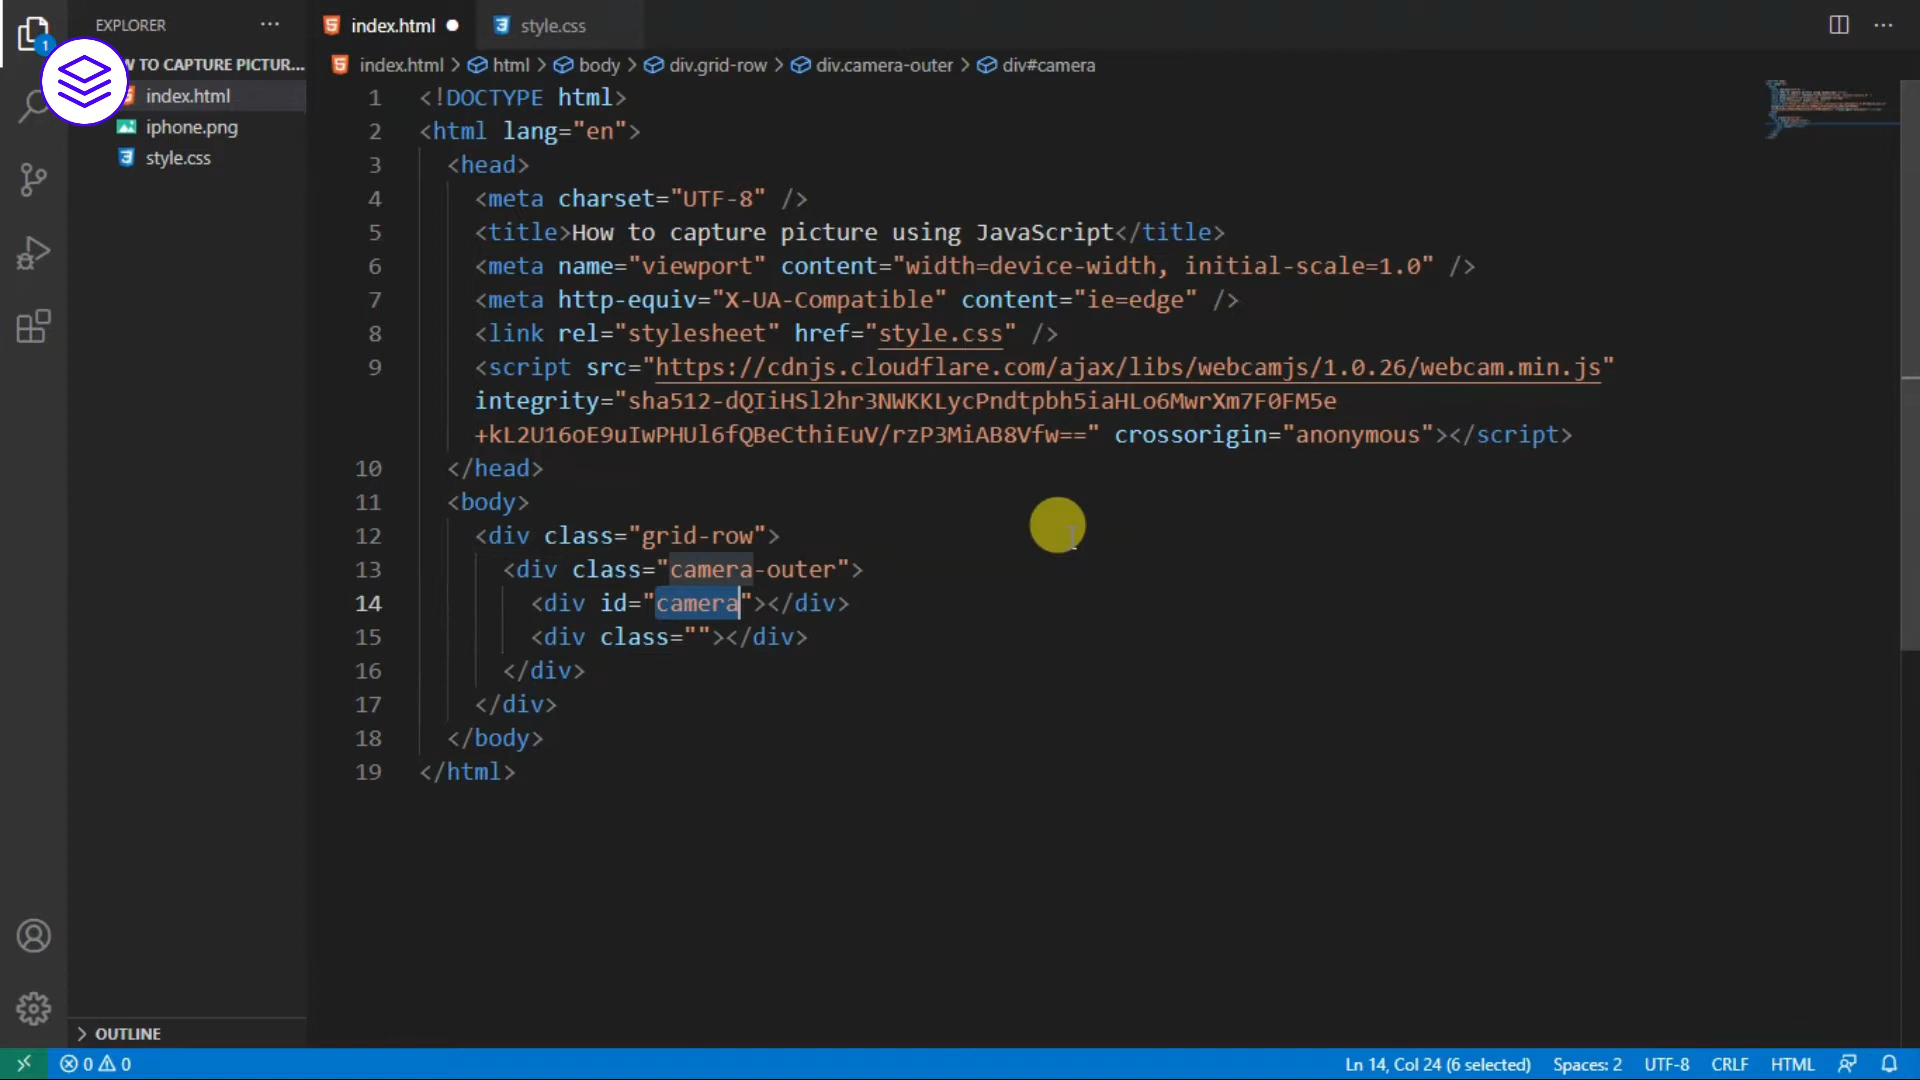 EXPLORER
index.html
style.css
W TO CAPTURE PICTUR...
index.html
iphone.png
style.css
index.html > html > body > div.grid-row > div.camera-outer > div#camera
1 <!DOCTYPE html>
2 <html lang="en">
3 <head>
4 <meta charset="UTF-8" />
5 <title>How to capture picture using JavaScript</title>
6 <meta name="viewport" content="width=device-width, initial-scale=1.0" />
7 <meta http-equiv="X-UA-Compatible" content="ie=edge" />
8 <link rel="stylesheet" href="style.css" />
9 <script src="https://cdnjs.cloudflare.com/ajax/libs/webcamjs/1.0.26/webcam.min.js"
integrity="sha512-dQIiHSl2hr3NWKKLycPndtpbh5iaHLo6MwrXm7F0FM5e
+kL2U16oE9uIwPHUl6fQBeCthiEuV/rzP3MiAB8Vfw==" crossorigin="anonymous"></script>
10 </head>
11 <body>
12 <div class="grid-row">
13 <div class="camera-outer">
14 <div id="camera"></div>
15 <div class=""></div>
16 </div>
17 </div>
18 </body>
19 </html>
OUTLINE
1
0 0
Ln 14, Col 24 (6 selected)
Spaces: 2
UTF-8
CRLF
HTML